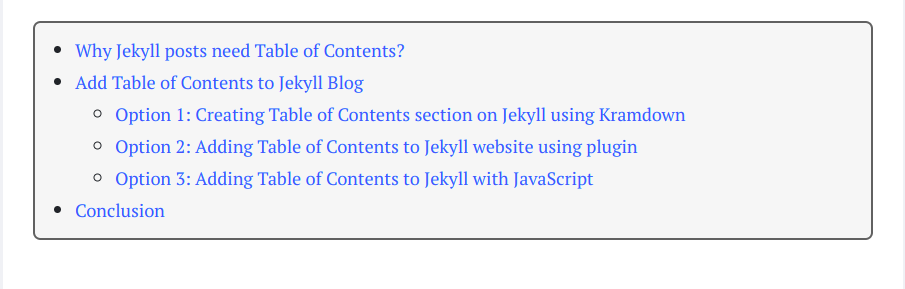 Why Jekyll posts need Table of Contents?
Add Table of Contents to Jekyll Blog
Option 1: Creating Table of Contents section on Jekyll using Kramdown
Option 2: Adding Table of Contents to Jekyll website using plugin
Option 3: Adding Table of Contents to Jekyll with JavaScript
Conclusion